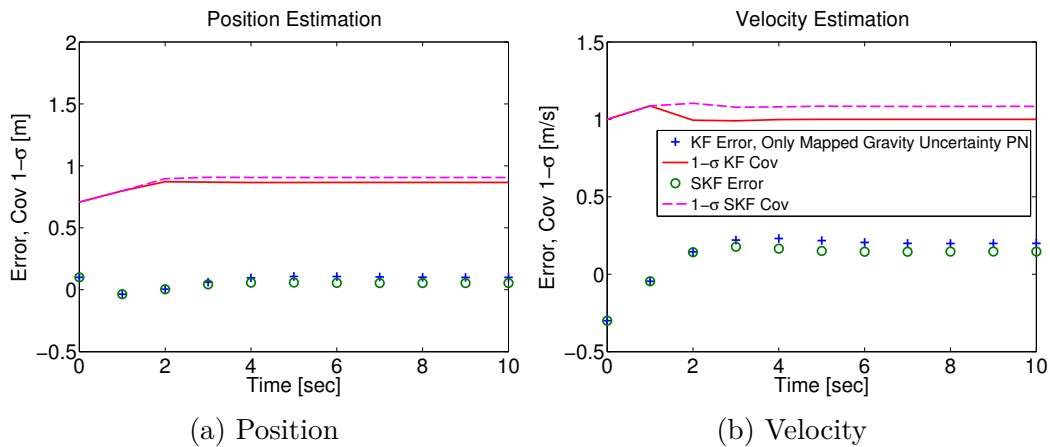 Position Estimation
2
1.5
1
0.5
0
−0.5
Error, Cov 1−σ [m]
0 2 4 6 8 10
Time [sec]
(a) Position
Velocity Estimation
1.5
1
0.5
0
−0.5
Error, Cov 1−σ [m/s]
KF Error, Only Mapped Gravity Uncertainty PN
1−σ KF Cov
SKF Error
1−σ SKF Cov
0 2 4 6 8 10
Time [sec]
(b) Velocity